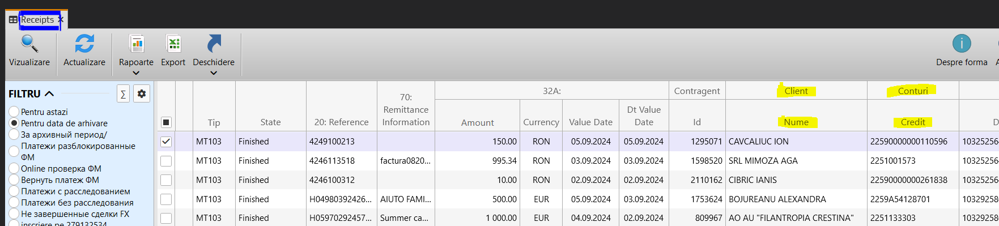 Receipts ×
Vizualizare Actualizare Rapoarte Export Deschidere Despre forma
FILTRU
Pentru astazi
Pentru data de arhivare
За архивный период/
Платежи разблокированные ФМ
Online проверка ФМ
Вернуть платеж ФМ
Платежи с расследованием
Платежи без расследования
Не завершенные сделки FX
inscriere pe 279132534
32A: Contragent Client Conturi
Tip State 20: Reference 70: Remittance Information Amount Currency Value Date Dt Value Date Id Nume Credit D
MT103 Finished 4249100213 150.00 RON 05.09.2024 05.09.2024 1295071 CAVCALIUC ION 22590000000110596 10325256
MT103 Finished 4246113518 factura0820... 995.34 RON 03.09.2024 03.09.2024 1598520 SRL MIMOZA AGA 2251001573 10325256
MT103 Finished 4246100312 10.00 RON 02.09.2024 02.09.2024 2110162 CIBRIC IANIS 22590000000261838 10325256
MT103 Finished H04980392426... AIUTO FAMI... 500.00 EUR 05.09.2024 03.09.2024 1753624 BOJUREANU ALEXANDRA 2259A54128701 10329258
MT103 Finished H05970292457... Summer ca... 1 000.00 EUR 04.09.2024 02.09.2024 809967 AO AU "FILANTROPIA CRESTINA" 2251133303 10329258